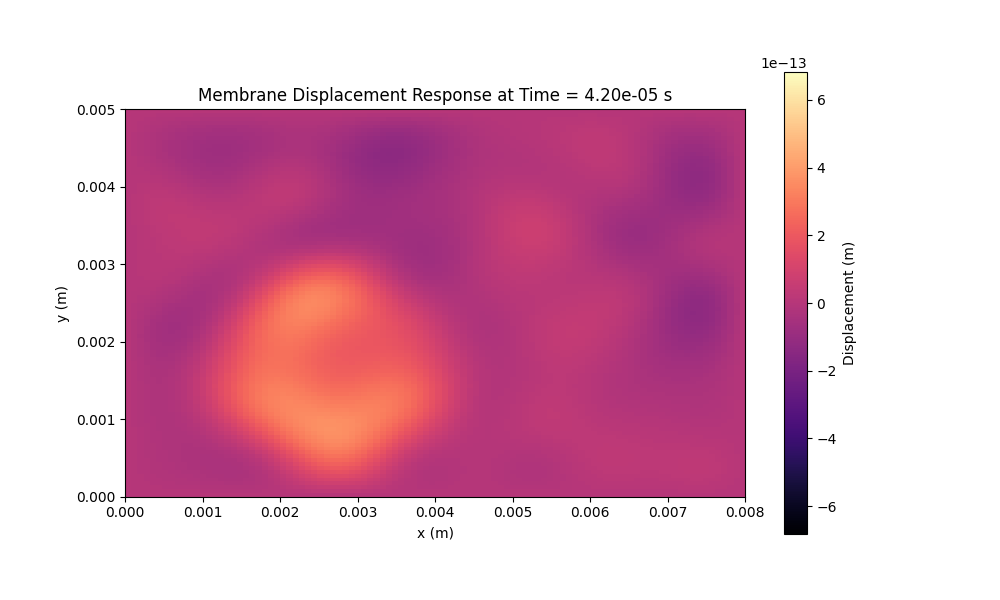 1e−13
Membrane Displacement Response at Time = 4.20e-05 s
0.005
0.004
0.003
0.002
0.001
0.000
y (m)
0.000 0.001 0.002 0.003 0.004 0.005 0.006 0.007 0.008
x (m)
6
4
2
0
−2
−4
−6
Displacement (m)